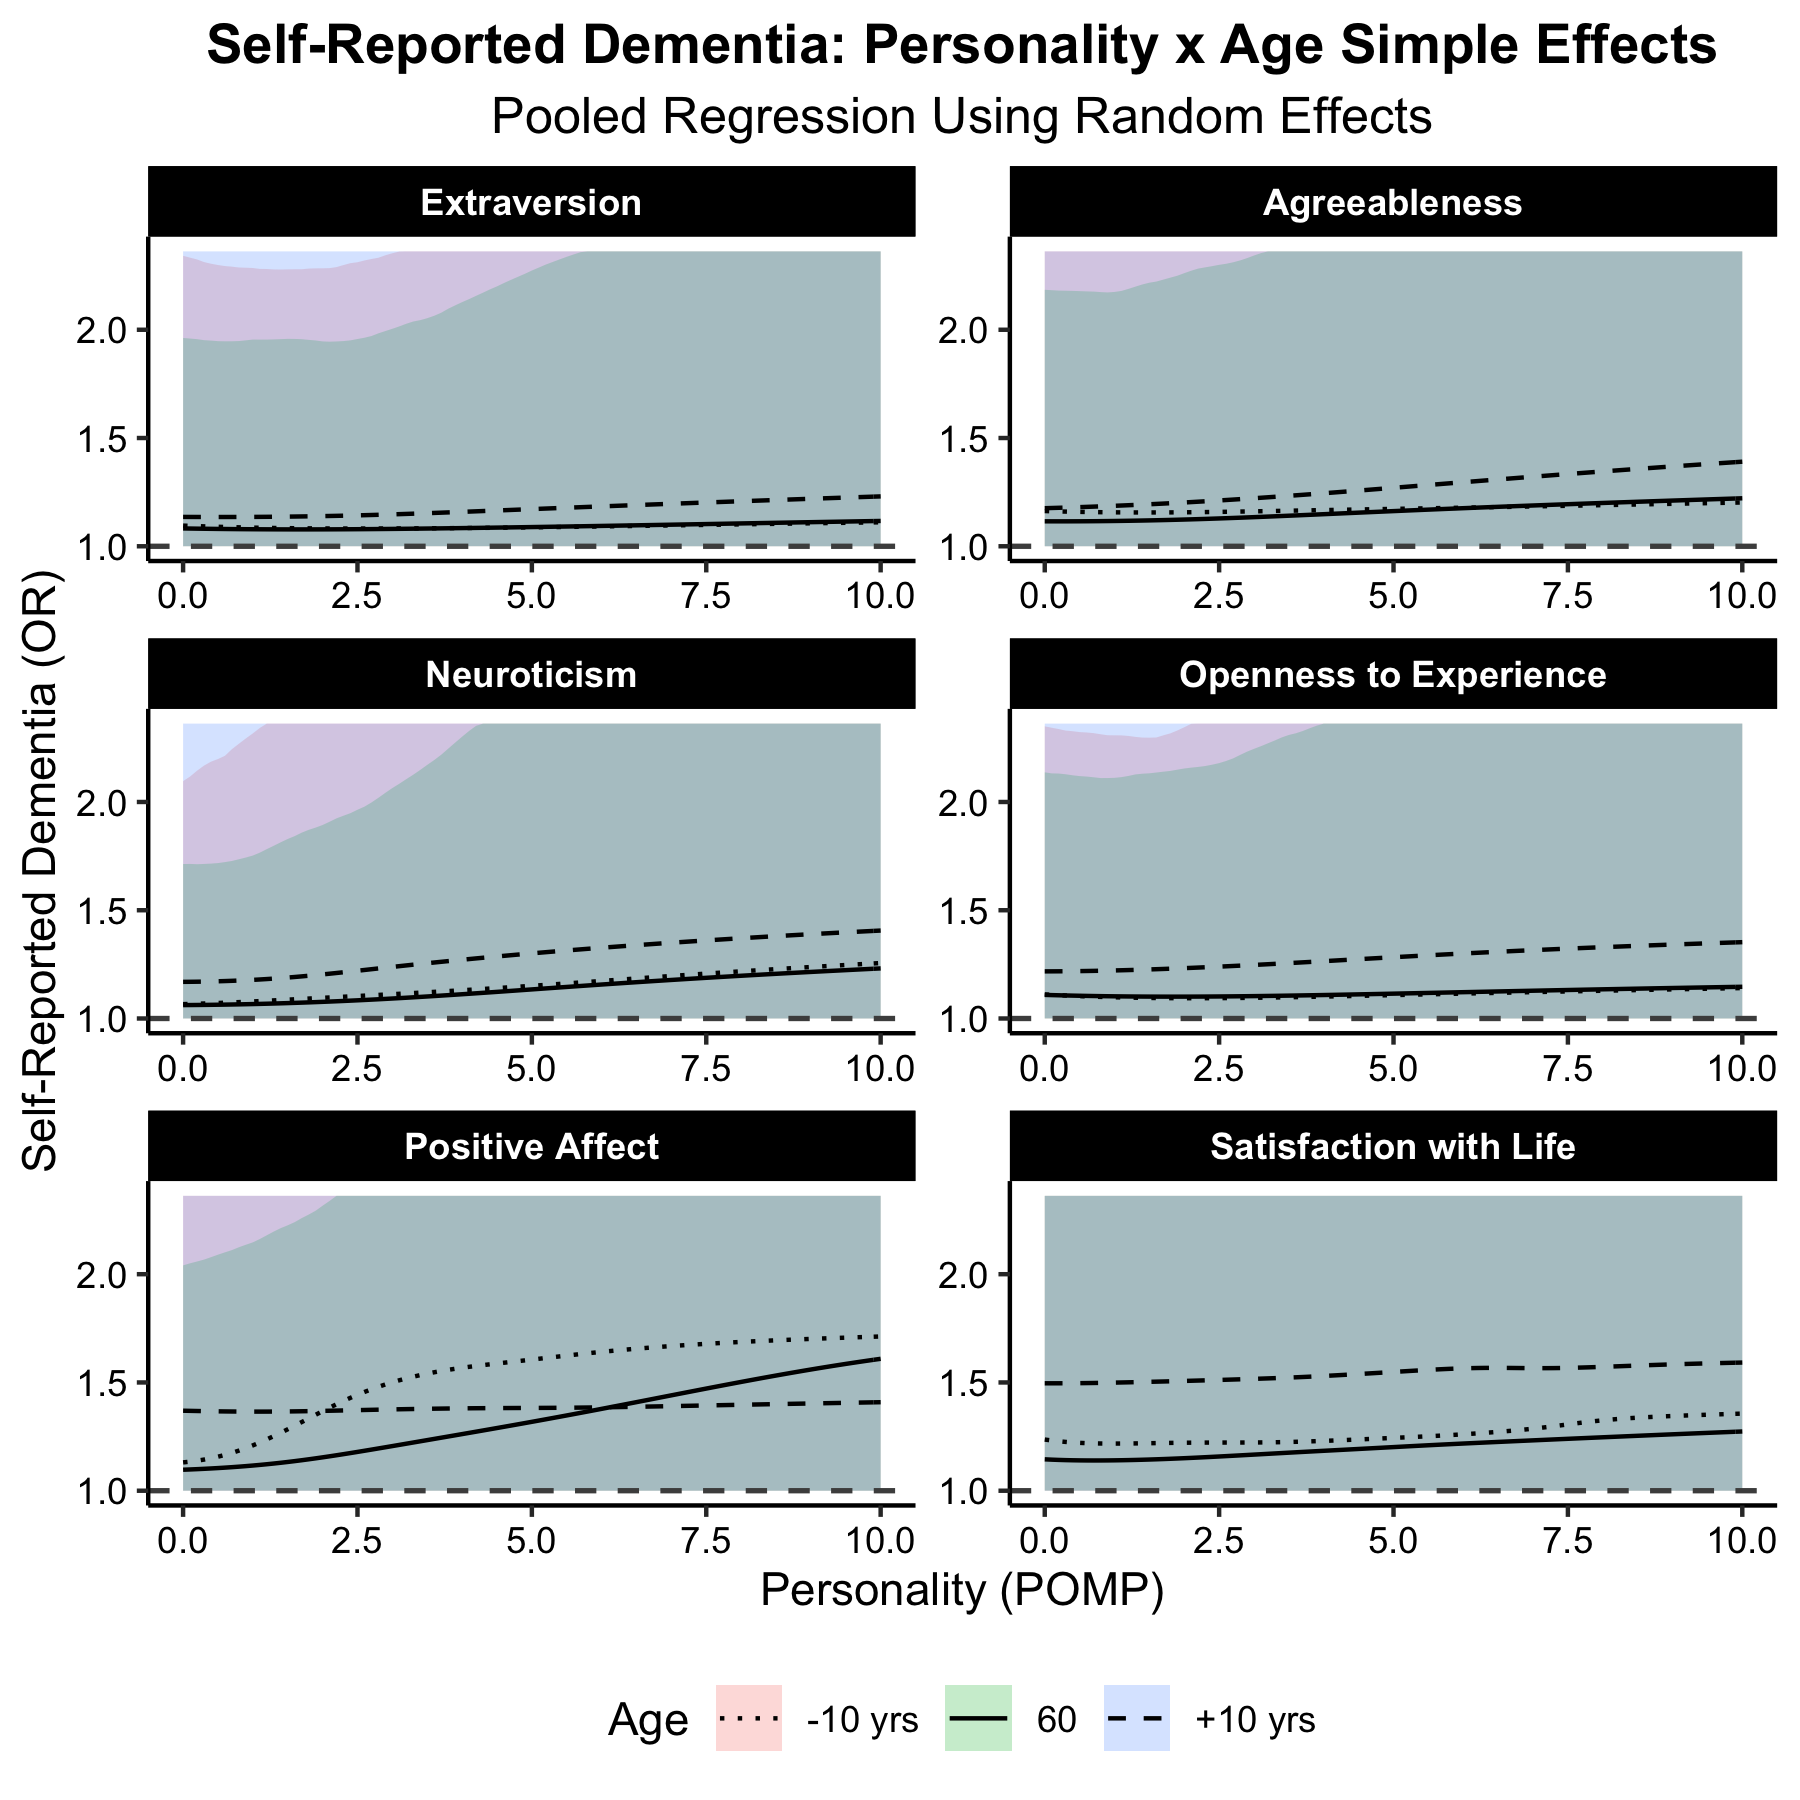 Self-Reported Dementia: Personality x Age Simple Effects
Pooled Regression Using Random Effects
Self-Reported Dementia (OR)
Extraversion
2.0
1.5
1.0
0.0 2.5 5.0 7.5 10.0
Agreeableness
2.0
1.5
1.0
0.0 2.5 5.0 7.5 10.0
Neuroticism
2.0
1.5
1.0
0.0 2.5 5.0 7.5 10.0
Openness to Experience
2.0
1.5
1.0
0.0 2.5 5.0 7.5 10.0
Positive Affect
2.0
1.5
1.0
0.0 2.5 5.0 7.5 10.0
Satisfaction with Life
2.0
1.5
1.0
0.0 2.5 5.0 7.5 10.0
Personality (POMP)
Age -10 yrs 60 +10 yrs